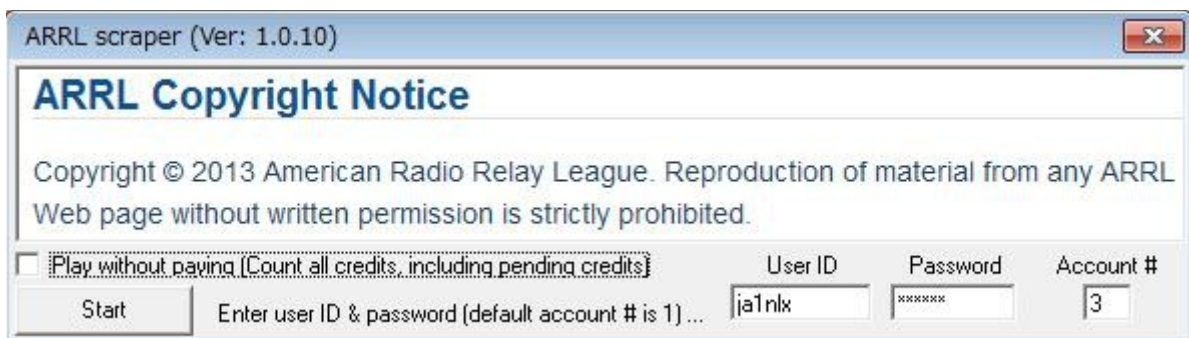 ARRL scraper (Ver: 1.0.10)
ARRL Copyright Notice
Copyright © 2013 American Radio Relay League. Reproduction of material from any ARRL
Web page without written permission is strictly prohibited.
Play without paying (Count all credits, including pending credits)
User ID
Password
Account #
Start
Enter user ID & password (default account # is 1) ...
ja1nlx
××××××
3